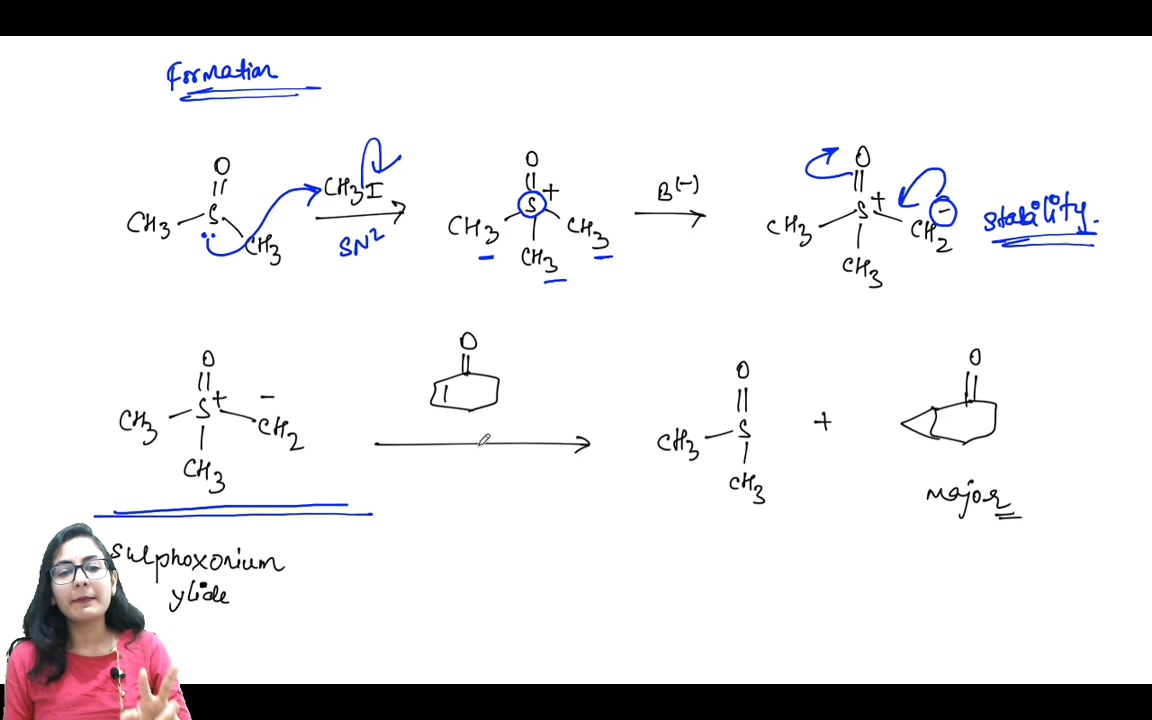 Formation
O
CH3 S CH3
CH3I
SN2
O
S+
CH3 CH3
CH3
B(-)
O
S+
CH3 CH2 -
CH3
Stability.
O
S+ -
CH3 CH2
CH3
O
O
CH3 S
CH3
+
O
major
Sulphoxonium
ylide